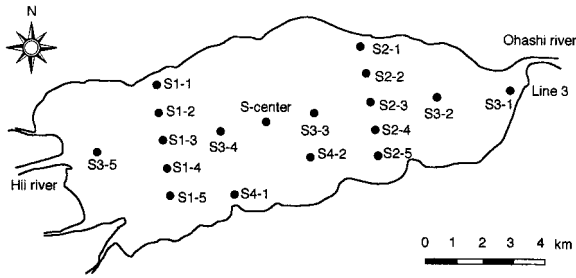 N
S2-1
Ohashi river
S1-1
S2-2
S1-2
S-center
S2-3
S3-2
S3-1
Line 3
S1-3
S3-4
S3-3
S2-4
S3-5
S4-2
S2-5
S1-4
Hii river
S1-5
S4-1
0 1 2 3 4 km